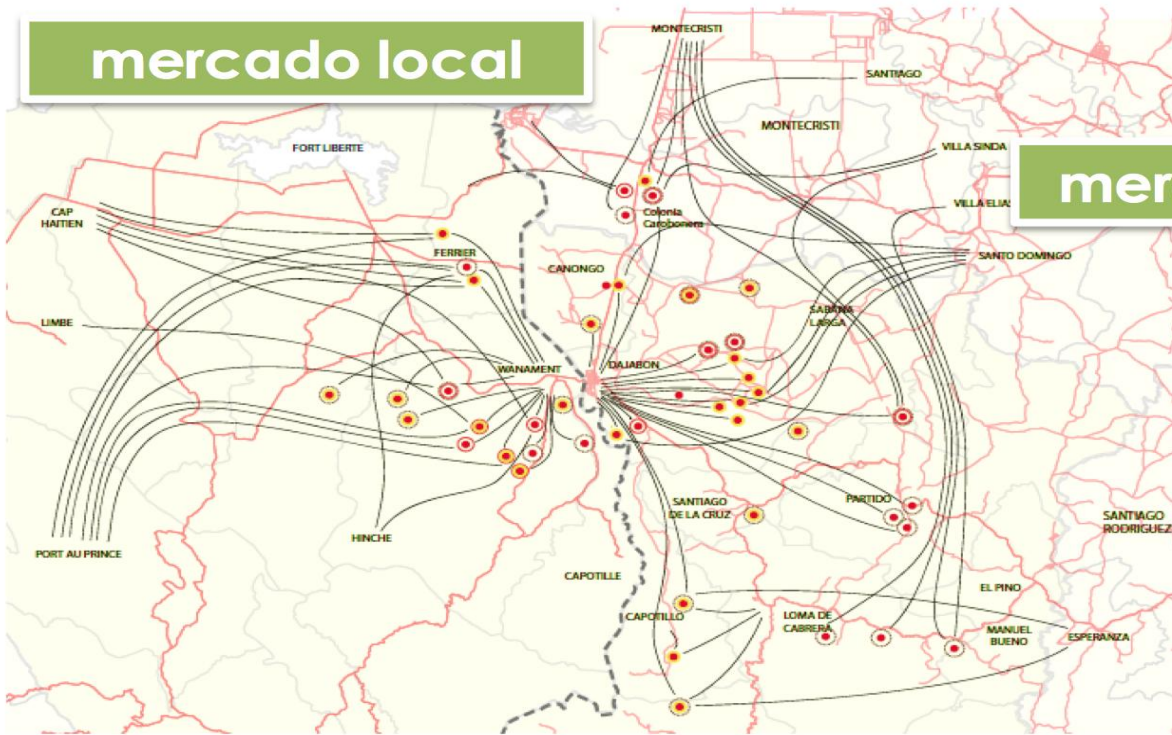 mercado local
MONTECRISTI
SANTIAGO
MONTECRISTI
FORT LIBERTE
VILLA SINDA
mer
CAP
HAITIEN
Colonia
Carobonera
VILLA ELIAS
FERRIER
CANONGO
SANTO DOMINGO
LIMBE
SABANA
LARGA
WANAMENT
DAJABON
SANTIAGO
DE LA CRUZ
PARTIDO
SANTIAGO
RODRIGUEZ
HINCHE
PORT AU PRINCE
CAPOTILLE
EL PINO
CAPOTILLO
LOMA DE
CABRERA
MANUEL
BUENO
ESPERANZA